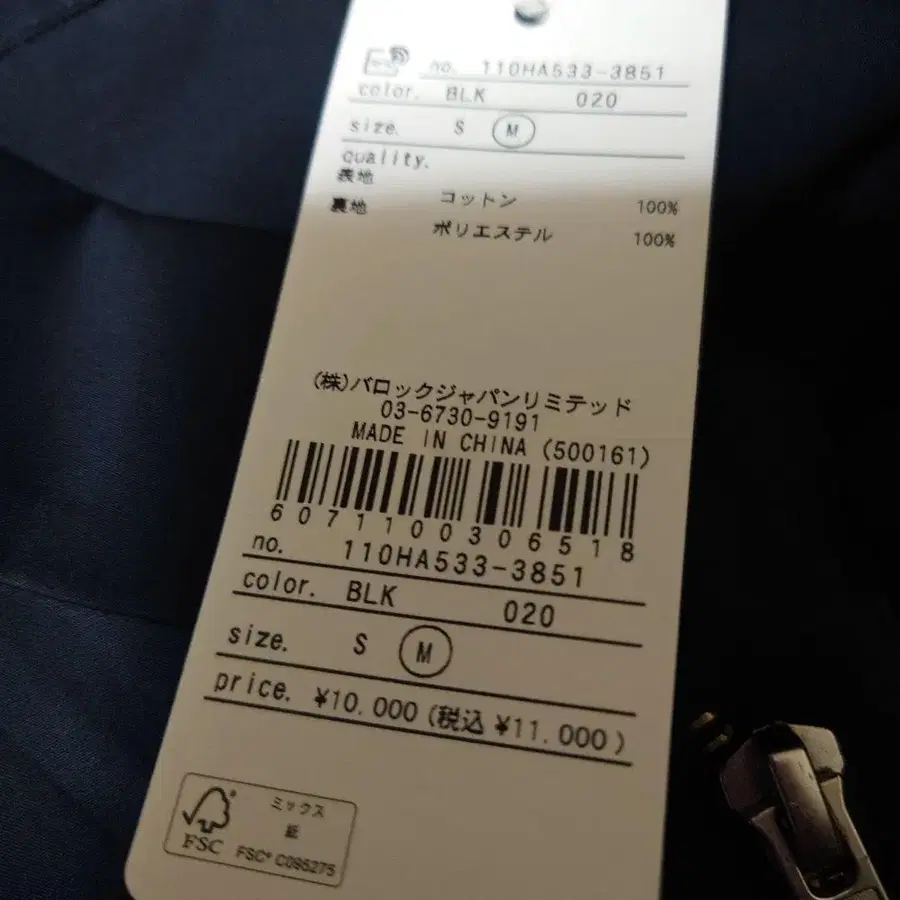 no. 110HA533-3851
color. BLK 020
size. S M
quality.
表地 コットン 100%
裏地 ポリエステル 100%
(株)バロックジャパンリミテッド
03-6730-9191
MADE IN CHINA (500161)
6071100306518
no. 110HA533-3851
color. BLK 020
size. S M
price. ¥10.000 (税込 ¥11.000)
ミックス
紙
FSC
FSC® C095275